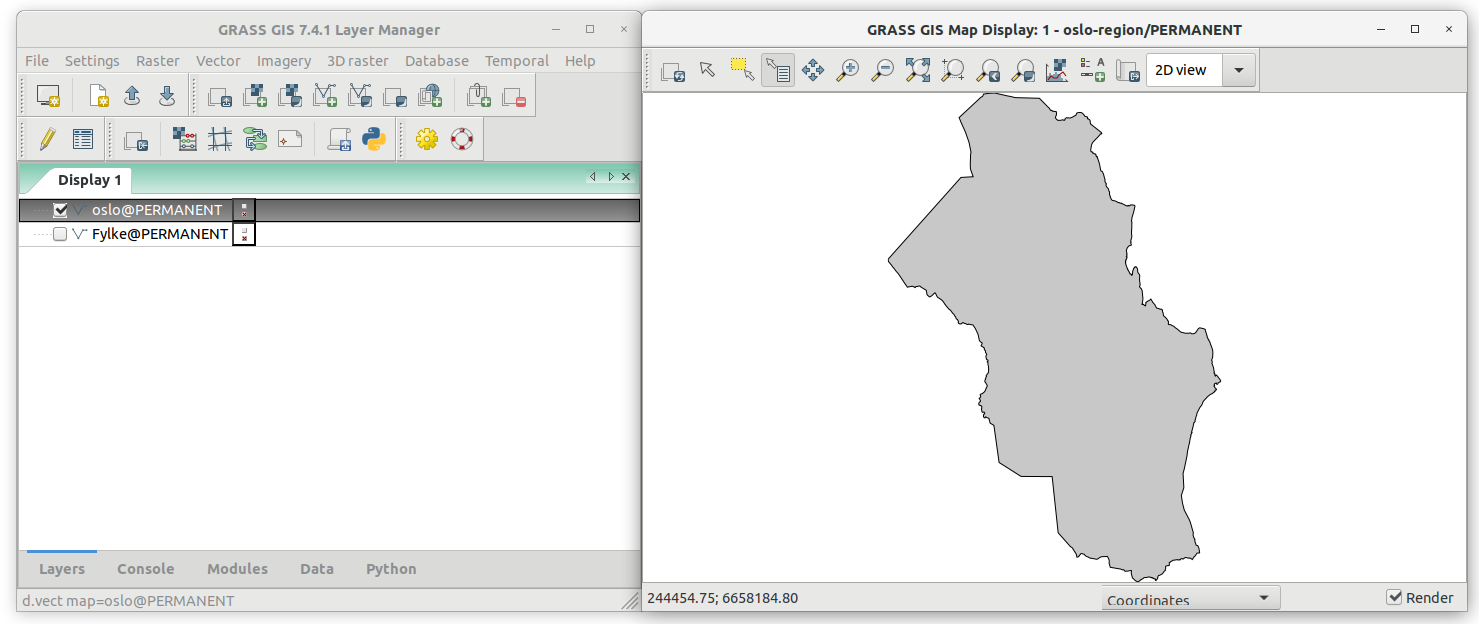 GRASS GIS 7.4.1 Layer Manager
File Settings Raster Vector Imagery 3D raster Database Temporal Help
Display 1
oslo@PERMANENT
Fylke@PERMANENT
Layers Console Modules Data Python
d.vect map=oslo@PERMANENT
GRASS GIS Map Display: 1 - oslo-region/PERMANENT
A
2D view
244454.75; 6658184.80
Coordinates
Render